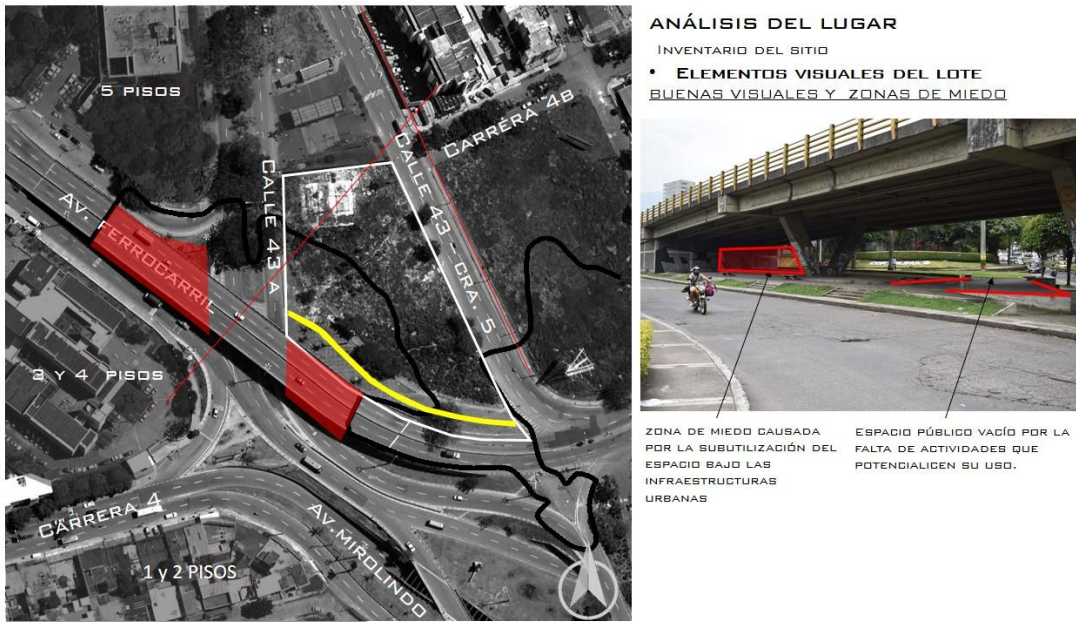 ANÁLISIS DEL LUGAR
INVENTARIO DEL SITIO
• ELEMENTOS VISUALES DEL LOTE
BUENAS VISUALES Y ZONAS DE MIEDO
5 PISOS
CARRERA 4B
CALLE 43 - CRA. 5
CALLE 43 A
AV. FERROCARRIL
3 Y 4 PISOS
CARRERA 4
AV. MIROLINDO
1 y 2 PISOS
ZONA DE MIEDO CAUSADA
POR LA SUBUTILIZACIÓN DEL
ESPACIO BAJO LAS
INFRAESTRUCTURAS
URBANAS
ESPACIO PÚBLICO VACÍO POR LA
FALTA DE ACTIVIDADES QUE
POTENCIALICEN SU USO.